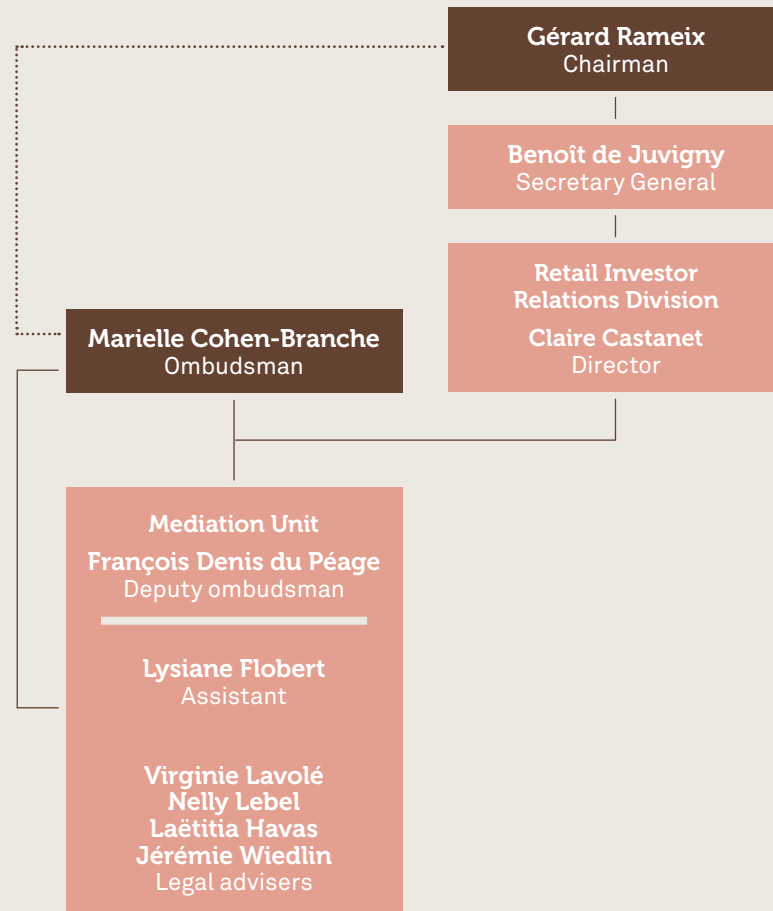 Gérard Rameix
Chairman
Benoît de Juvigny
Secretary General
Retail Investor
Relations Division
Claire Castanet
Director
Marielle Cohen-Branche
Ombudsman
Mediation Unit
François Denis du Péage
Deputy ombudsman
Lysiane Flobert
Assistant
Virginie Lavolé
Nelly Lebel
Laëtitia Havas
Jérémie Wiedlin
Legal advisers